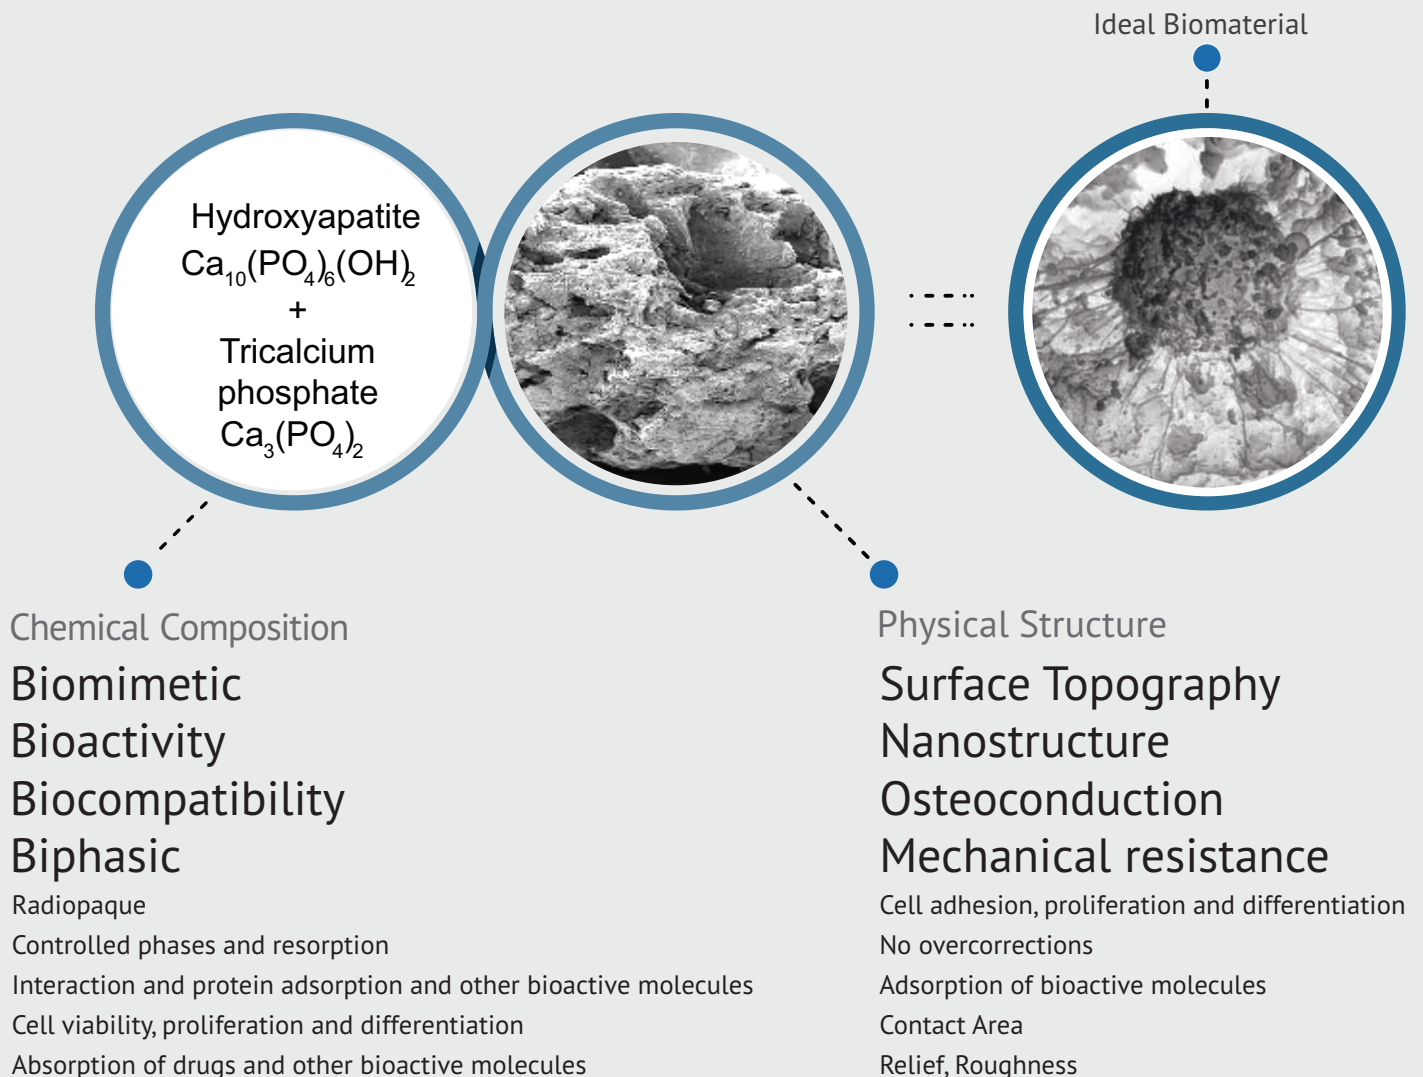 Ideal Biomaterial
Hydroxyapatite
Ca₁₀(PO₄)₆(OH)₂
+
Tricalcium
phosphate
Ca₃(PO₄)₂
Chemical Composition
Biomimetic
Bioactivity
Biocompatibility
Biphasic
Radiopaque
Controlled phases and resorption
Interaction and protein adsorption and other bioactive molecules
Cell viability, proliferation and differentiation
Absorption of drugs and other bioactive molecules
Physical Structure
Surface Topography
Nanostructure
Osteoconduction
Mechanical resistance
Cell adhesion, proliferation and differentiation
No overcorrections
Adsorption of bioactive molecules
Contact Area
Relief, Roughness